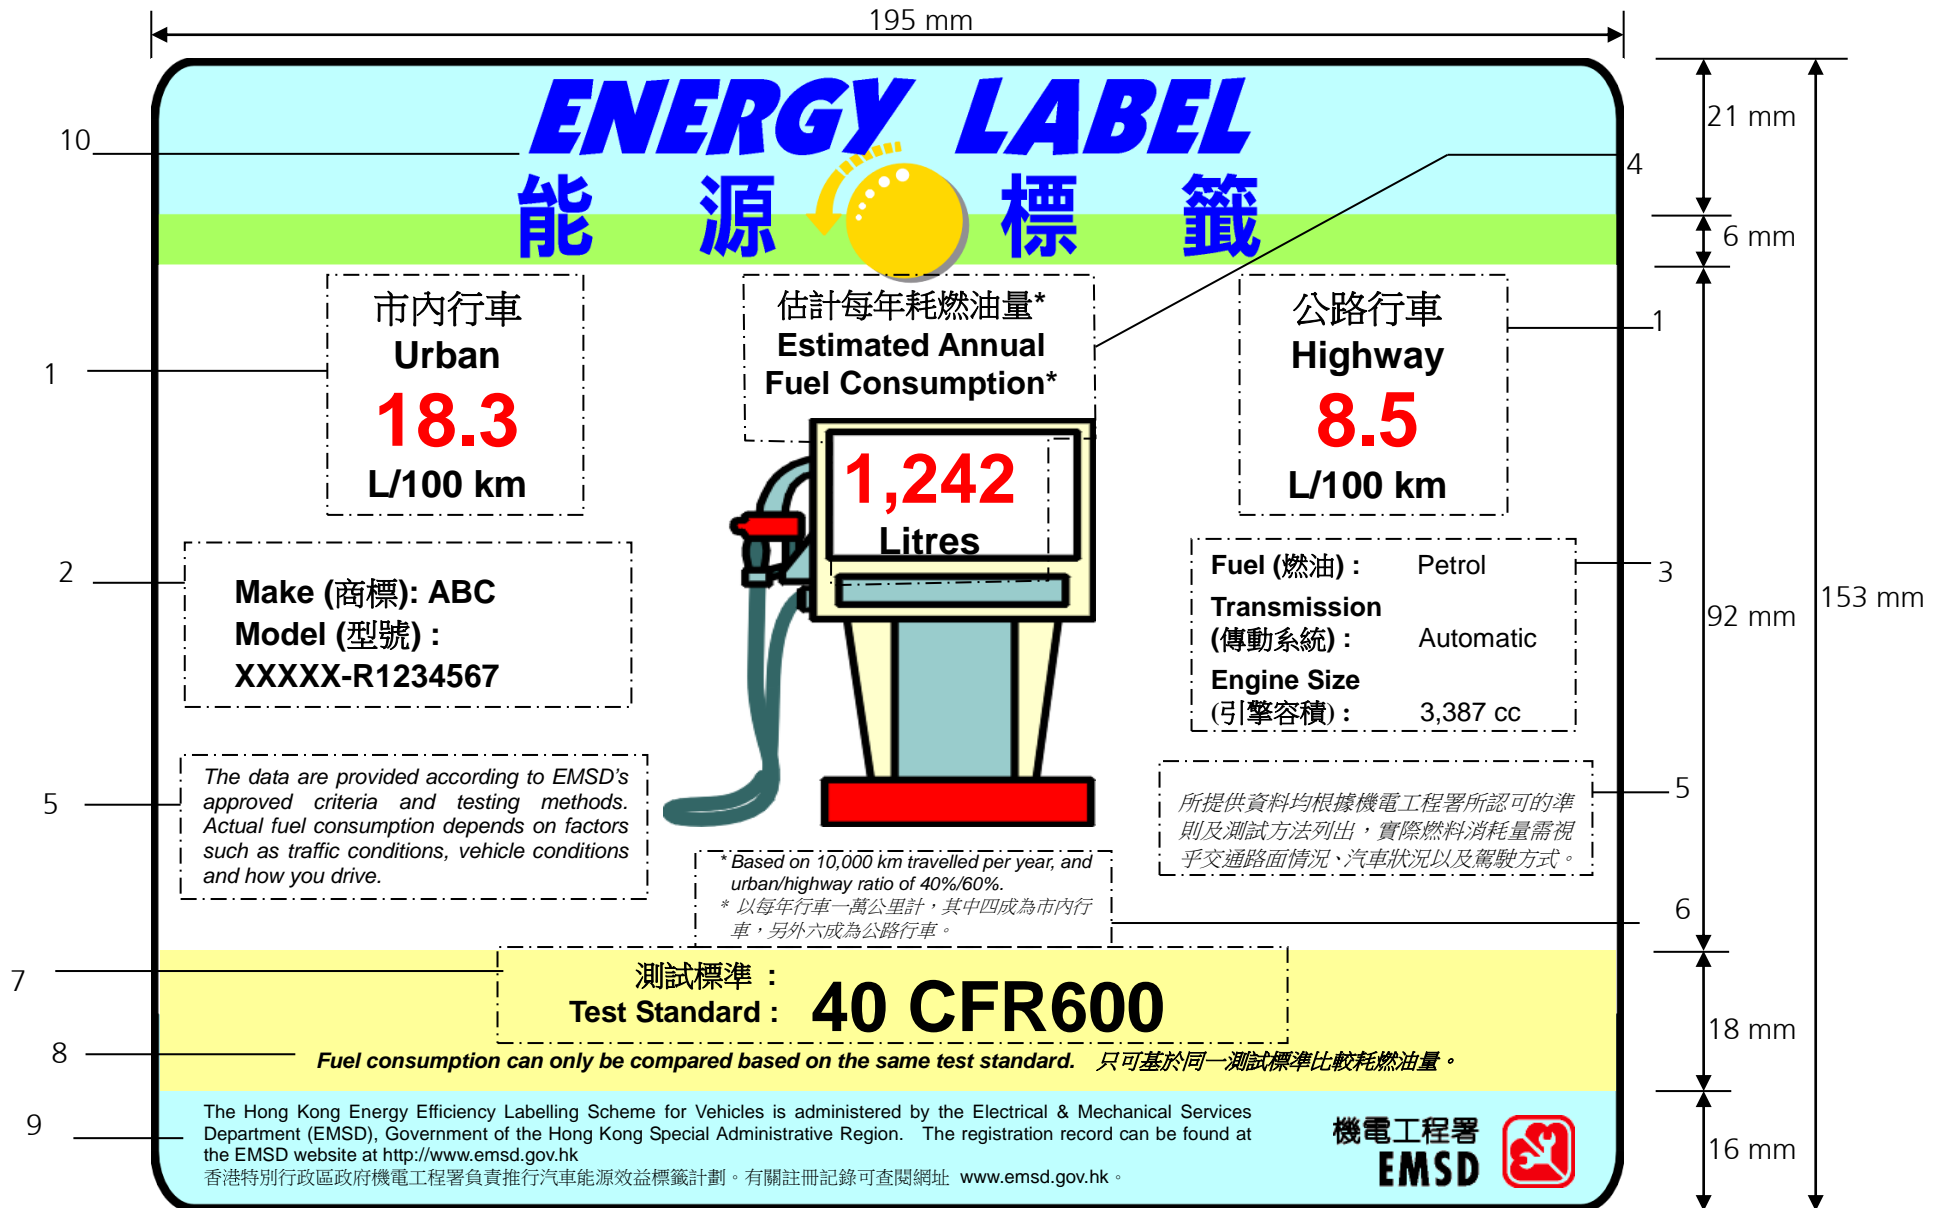 195 mm
ENERGY LABEL
能 源 標 籤
10
4
21 mm
6 mm
市內行車
Urban
18.3
L/100 km
1
估計每年耗燃油量*
Estimated Annual
Fuel Consumption*
1,242
Litres
公路行車
Highway
8.5
L/100 km
1
2
Make (商標): ABC
Model (型號) :
XXXXX-R1234567
Fuel (燃油) : Petrol
Transmission
(傳動系統) : Automatic
Engine Size
(引擎容積) : 3,387 cc
3
92 mm
153 mm
5
The data are provided according to EMSD's
approved criteria and testing methods.
Actual fuel consumption depends on factors
such as traffic conditions, vehicle conditions
and how you drive.
所提供資料均根據機電工程署所認可的準
則及測試方法列出，實際燃料消耗量需視
乎交通路面情況、汽車狀況以及駕駛方式。
5
* Based on 10,000 km travelled per year, and
urban/highway ratio of 40%/60%.
* 以每年行車一萬公里計，其中四成為市內行
車，另外六成為公路行車。
6
7
測試標準 :
Test Standard : 40 CFR600
18 mm
8
Fuel consumption can only be compared based on the same test standard. 只可基於同一測試標準比較耗燃油量。
9
The Hong Kong Energy Efficiency Labelling Scheme for Vehicles is administered by the Electrical & Mechanical Services
Department (EMSD), Government of the Hong Kong Special Administrative Region. The registration record can be found at
the EMSD website at http://www.emsd.gov.hk
香港特別行政區政府機電工程署負責推行汽車能源效益標籤計劃。有關註冊記錄可查閱網址 www.emsd.gov.hk。
機電工程署
EMSD
16 mm